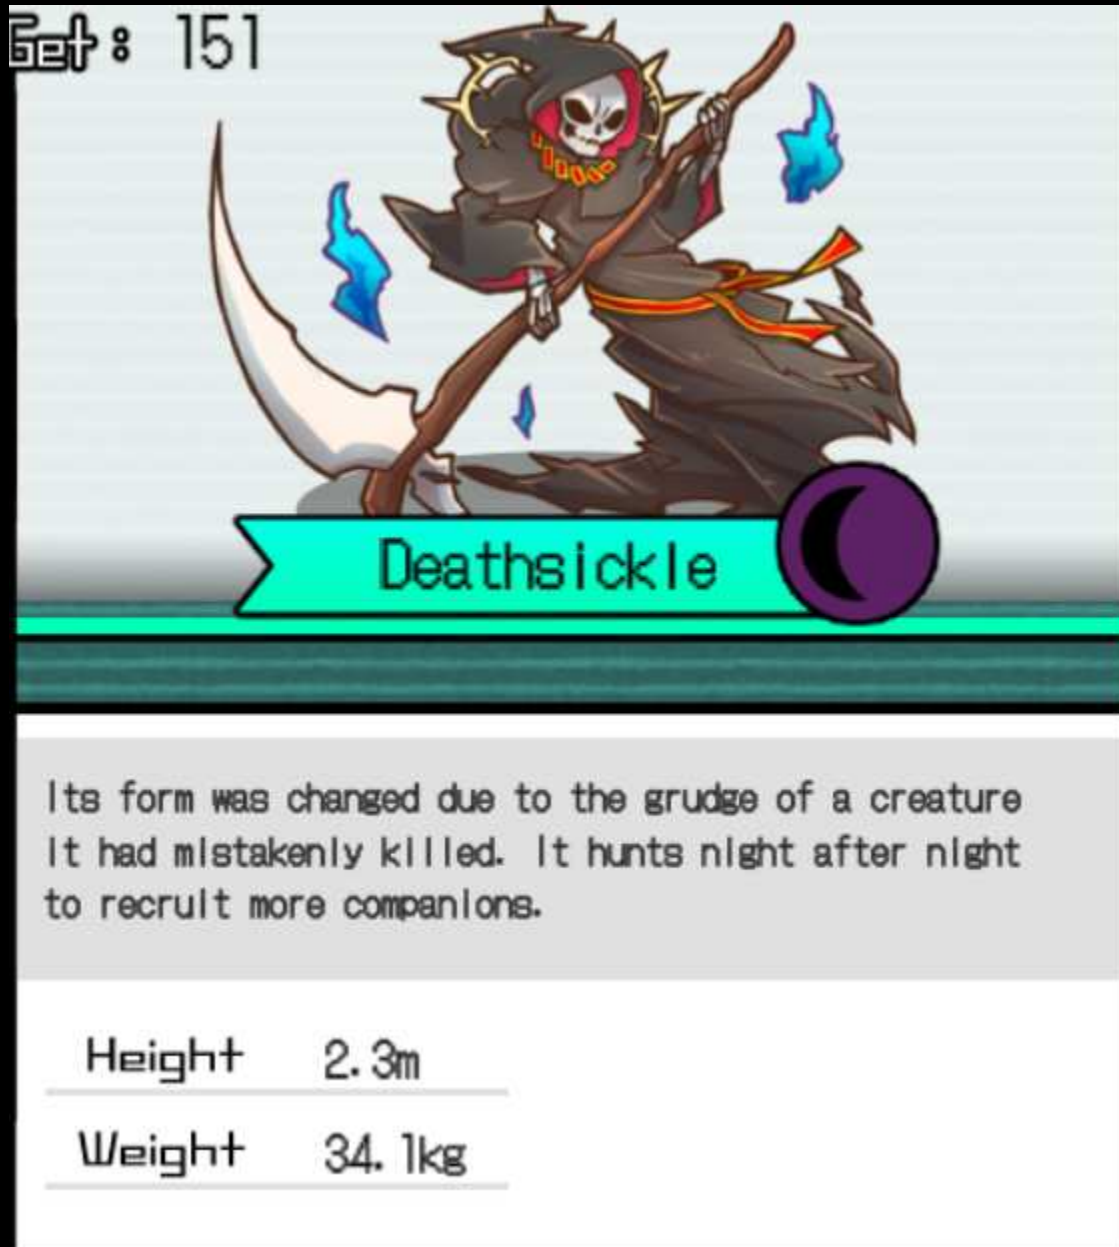 Get: 151
Deathsickle
Its form was changed due to the grudge of a creature
it had mistakenly killed. It hunts night after night
to recruit more companions.
Height 2.3m
Weight 34.1kg